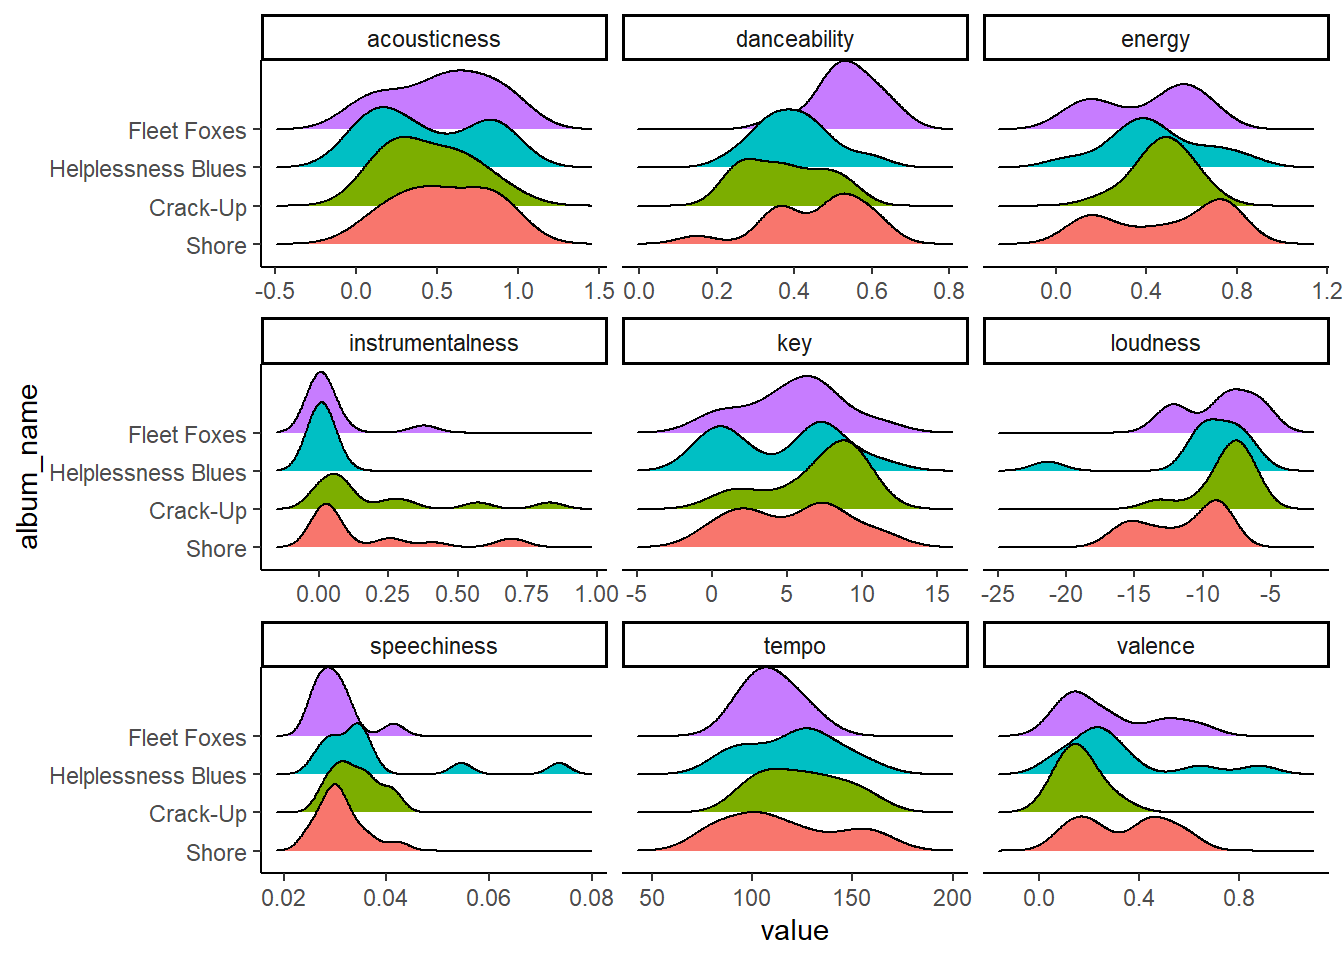 acousticness danceability energy
Fleet Foxes
Helplessness Blues
Crack-Up
Shore
-0.5 0.0 0.5 1.0 1.5 0.0 0.2 0.4 0.6 0.8 0.0 0.4 0.8 1.2
instrumentalness key loudness
Fleet Foxes
Helplessness Blues
Crack-Up
Shore
0.00 0.25 0.50 0.75 1.00 -5 0 5 10 15 -25 -20 -15 -10 -5
speechiness tempo valence
Fleet Foxes
Helplessness Blues
Crack-Up
Shore
0.02 0.04 0.06 0.08 50 100 150 200 0.0 0.4 0.8
value
album_name